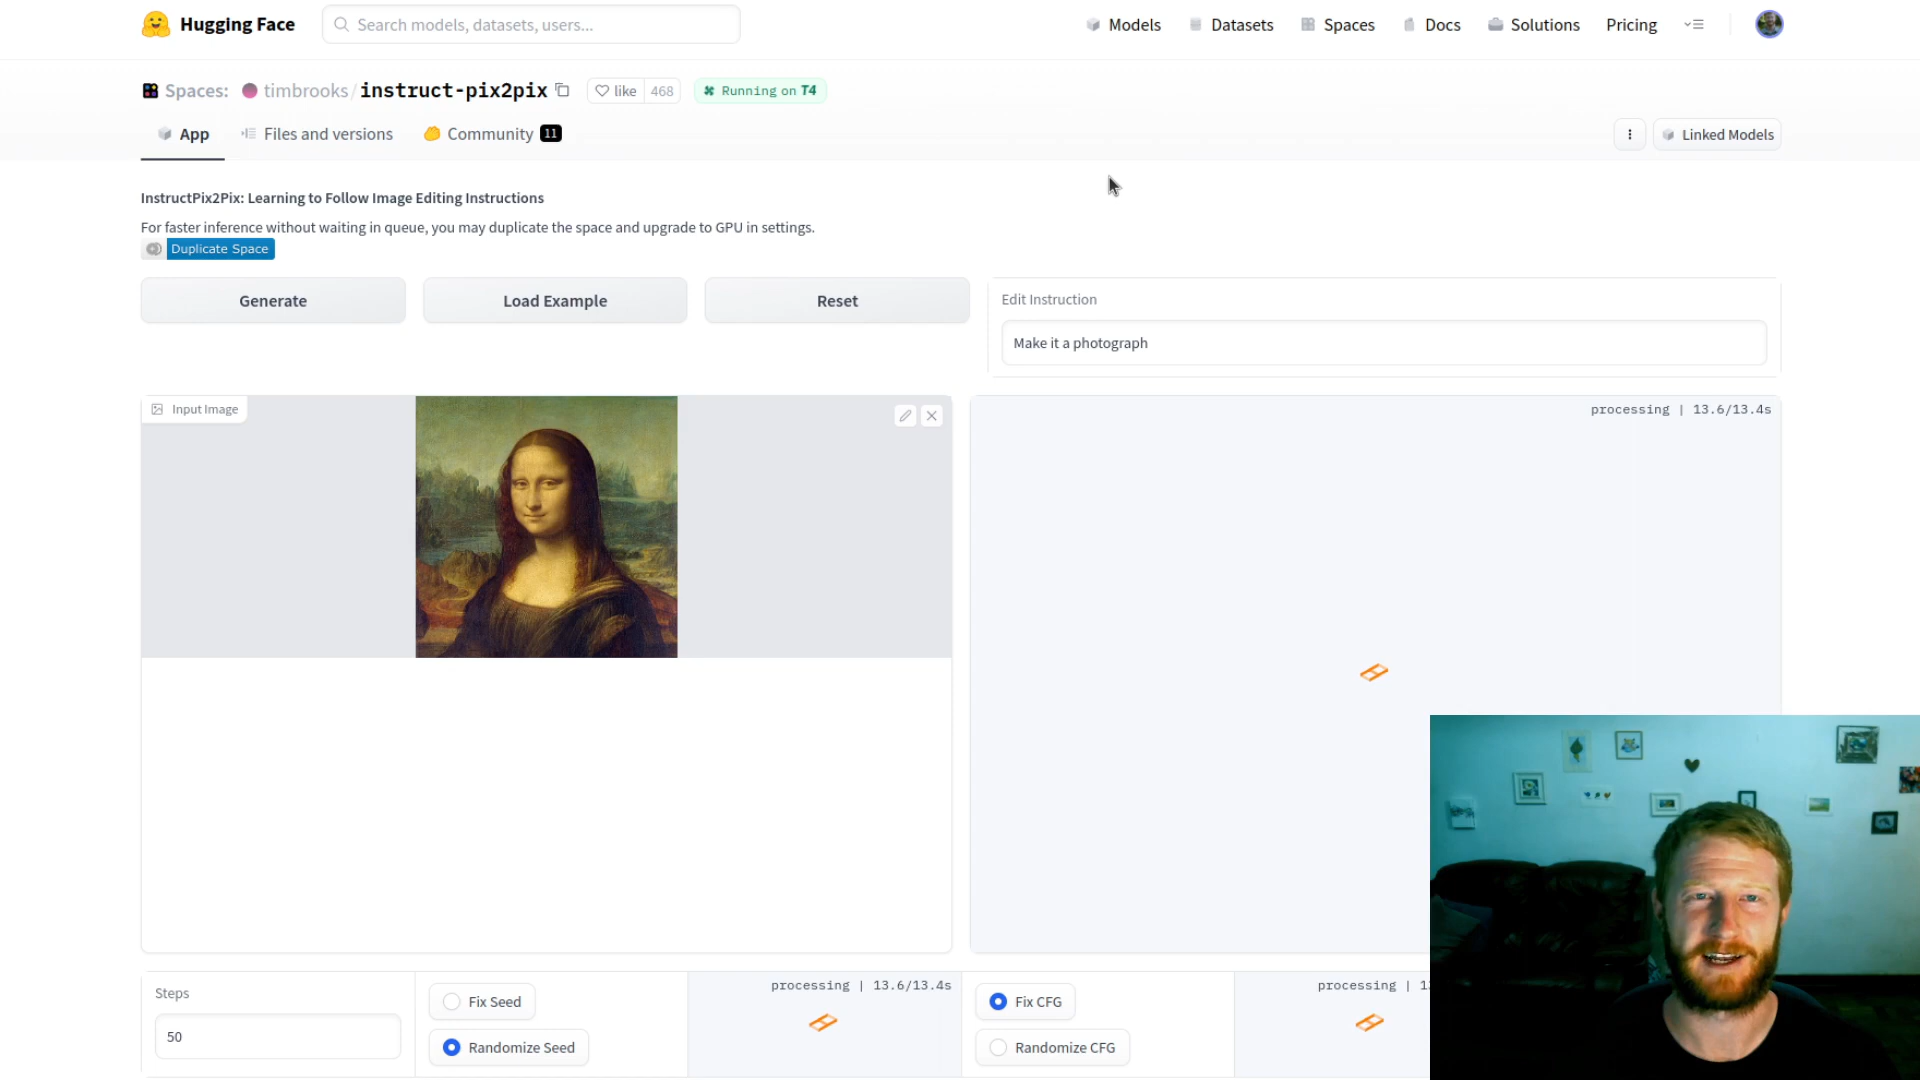 Hugging Face
Search models, datasets, users...
Models
Datasets
Spaces
Docs
Solutions
Pricing
Spaces: timbrooks/instruct-pix2pix
like 468
Running on T4
App
Files and versions
Community 11
Linked Models
InstructPix2Pix: Learning to Follow Image Editing Instructions
For faster inference without waiting in queue, you may duplicate the space and upgrade to GPU in settings.
Duplicate Space
Generate
Load Example
Reset
Edit Instruction
Make it a photograph
Input Image
processing | 13.6/13.4s
Steps
50
Fix Seed
Randomize Seed
processing | 13.6/13.4s
Fix CFG
Randomize CFG
processing |